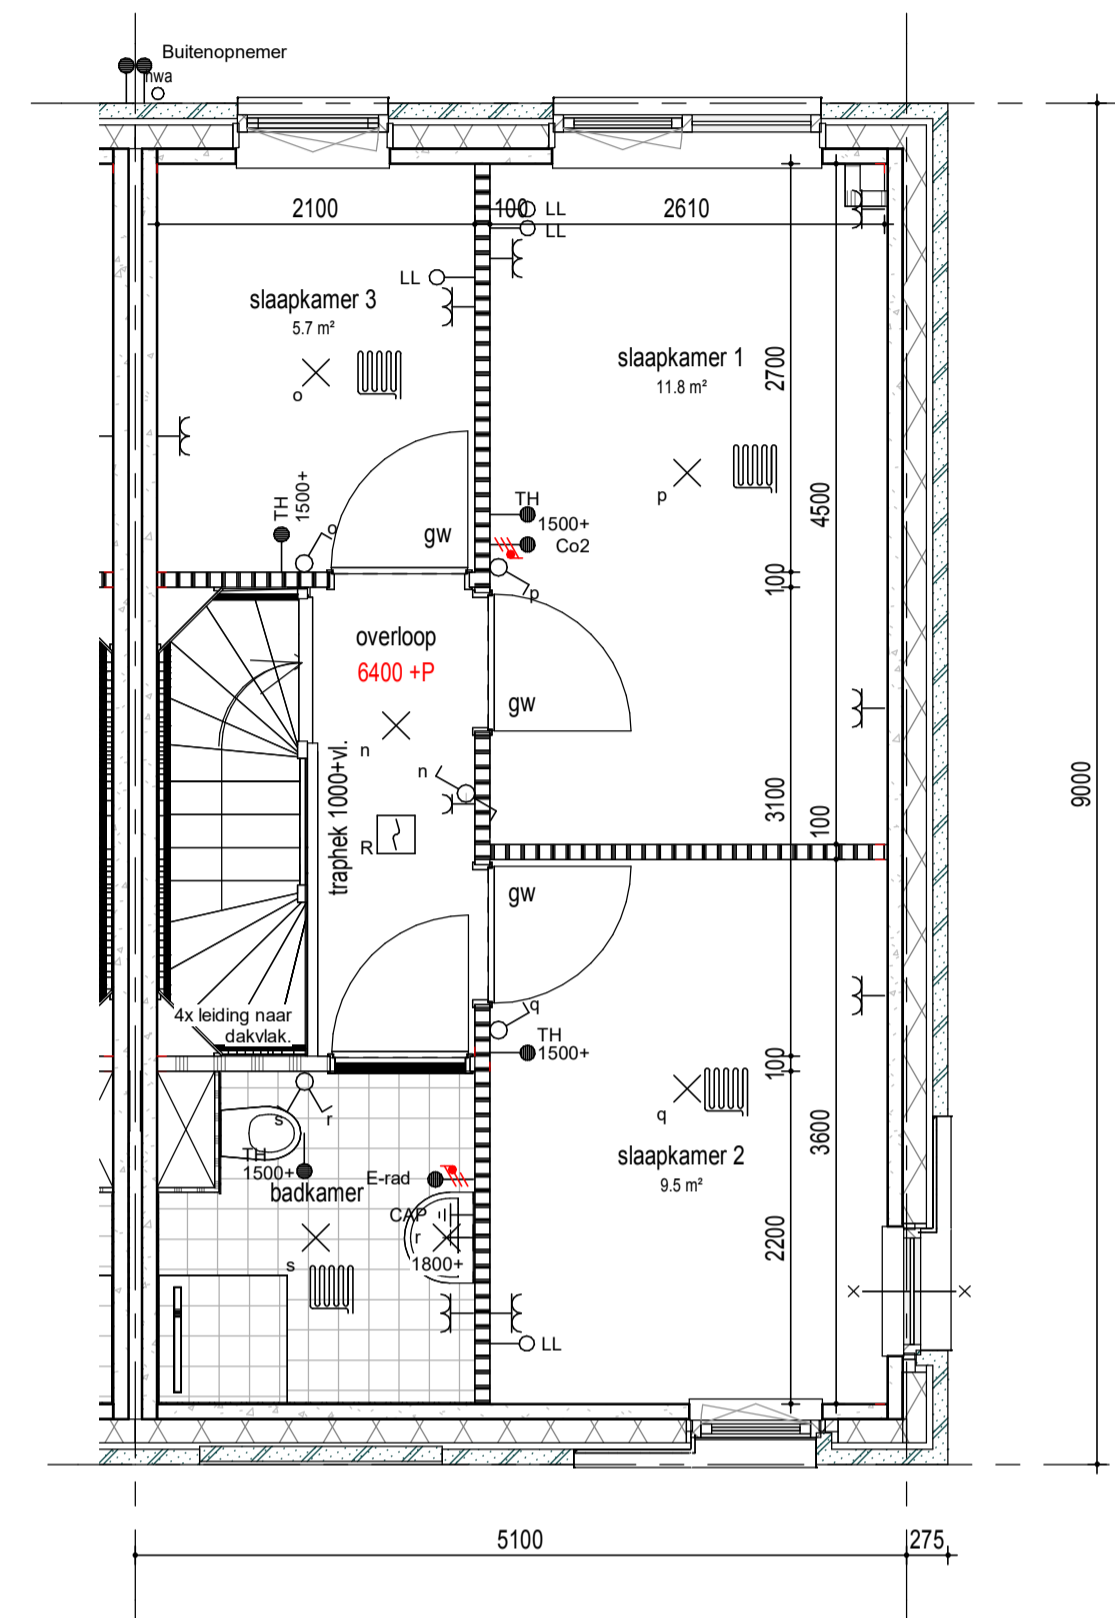 Buitenopnemer
hwa
2100
100
2610
LL
LL
LL
slaapkamer 3
5.7 m²
o
slaapkamer 1
11.8 m²
2700
4500
p
TH
1500+
o
gw
TH
1500+
Co2
p
100
overloop
6400 +P
n
gw
n
traphek 1000+vl.
R
3100
100
9000
gw
4x leiding naar
dakvlak.
q
TH
1500+
100
s
r
q
3600
TH
1500+
badkamer
E-rad
slaapkamer 2
9.5 m²
CAP
r
1800+
s
2200
LL
5100
275